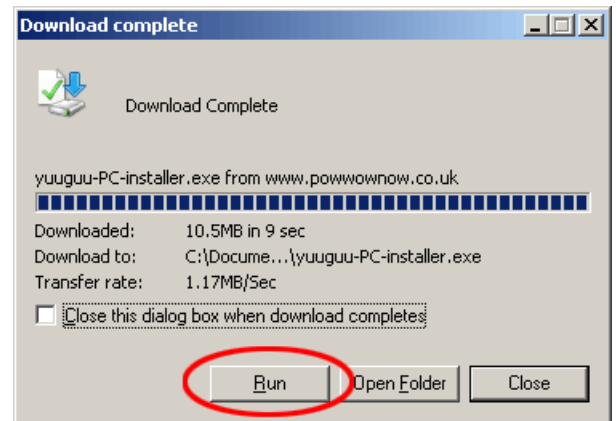 Download complete
Download Complete
yuuguu-PC-installer.exe from www.powwownow.co.uk
Downloaded: 10.5MB in 9 sec
Download to: C:\Docume...\yuuguu-PC-installer.exe
Transfer rate: 1.17MB/Sec
Close this dialog box when download completes
Run Open Folder Close